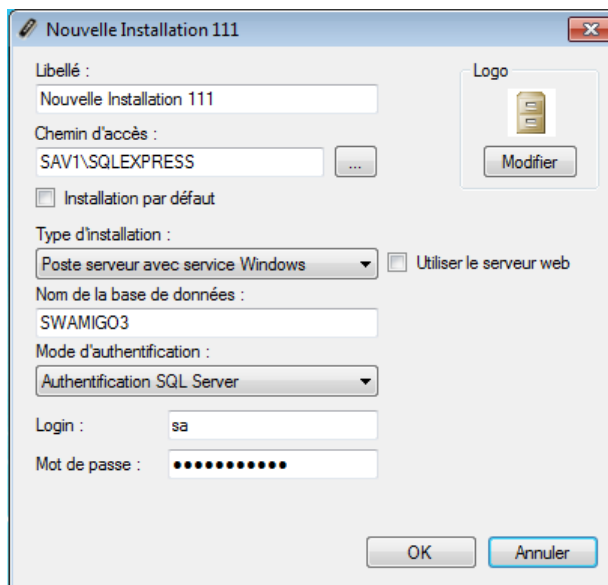 Nouvelle Installation 111
Libellé :
Logo
Nouvelle Installation 111
Chemin d'accès :
SAV1\SQLEXPRESS
...
Modifier
Installation par défaut
Type d'installation :
Poste serveur avec service Windows
Utiliser le serveur web
Nom de la base de données :
SWAMIGO3
Mode d'authentification :
Authentification SQL Server
Login :
sa
Mot de passe :
●●●●●●●●●●●
OK
Annuler